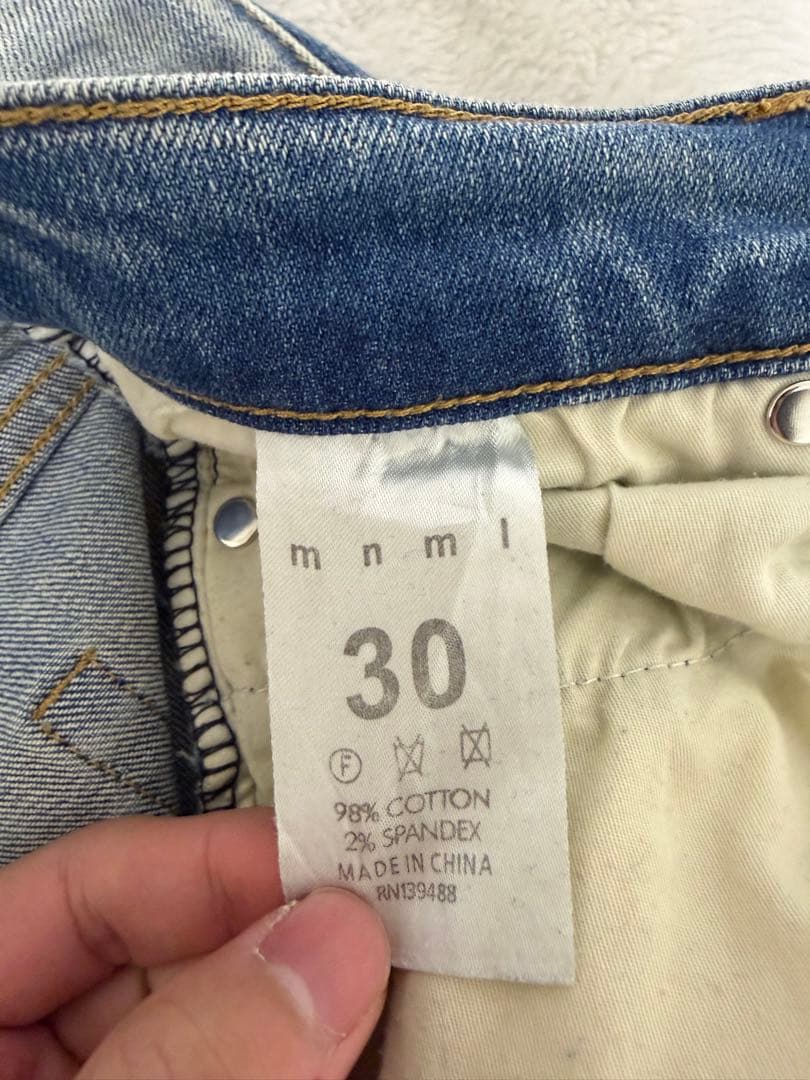 m n m l
30
F
98% COTTON
2% SPANDEX
MADE IN CHINA
RN139488